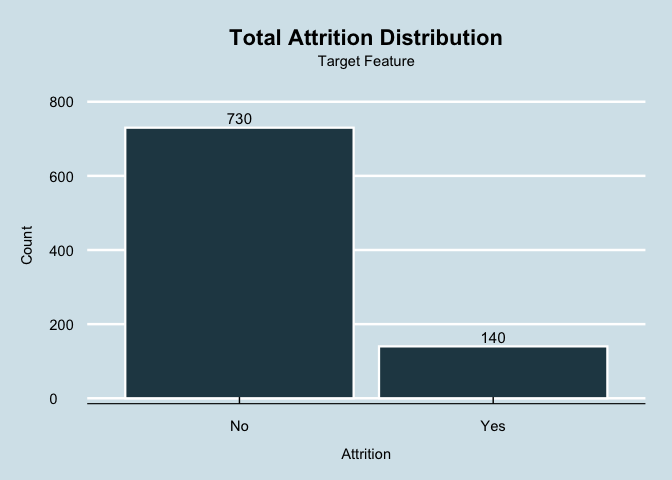 Total Attrition Distribution
Target Feature
800
600
400
200
0
Count
730
140
No
Yes
Attrition